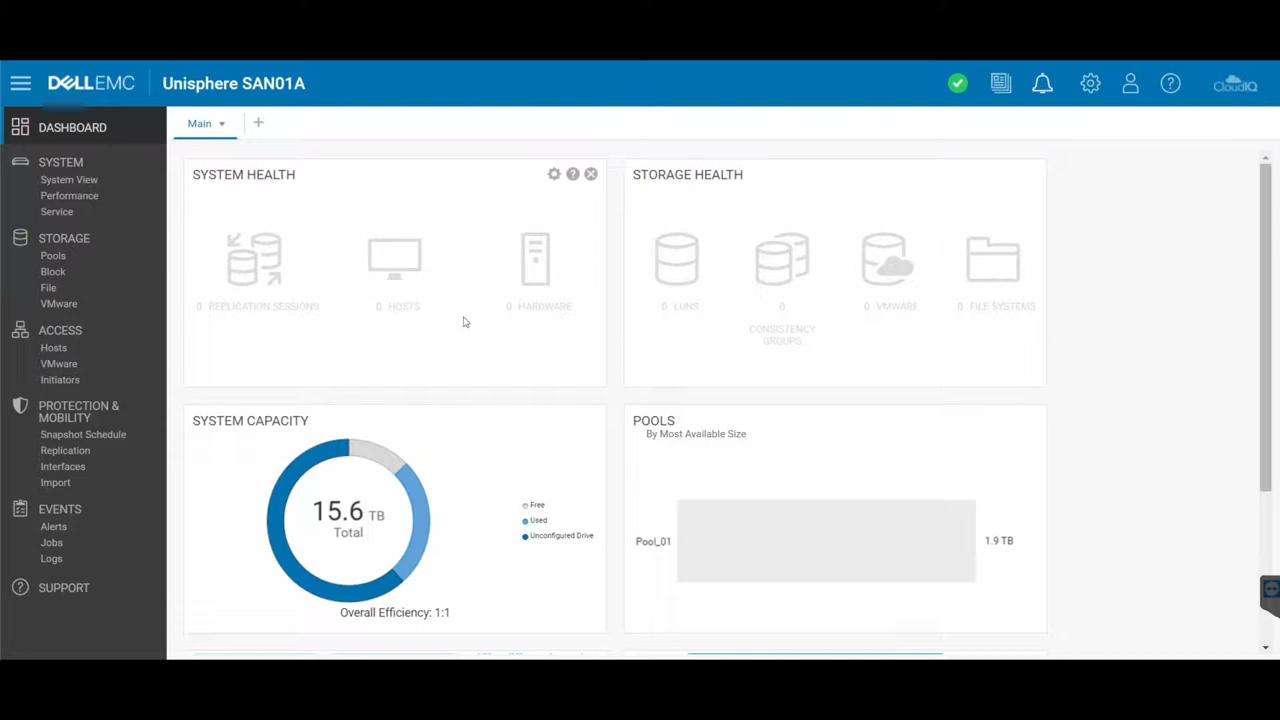 DELLEMC
Unisphere SAN01A
CloudIQ
DASHBOARD
SYSTEM
System View
Performance
Service
STORAGE
Pools
Block
File
VMware
ACCESS
Hosts
VMware
Initiators
PROTECTION &
MOBILITY
Snapshot Schedule
Replication
Interfaces
Import
EVENTS
Alerts
Jobs
Logs
SUPPORT
Main
SYSTEM HEALTH
0 REPLICATION SESSIONS
0 HOSTS
0 HARDWARE
STORAGE HEALTH
0 LUNS
0
CONSISTENCY
GROUPS
0 VMWARE
0 FILE SYSTEMS
SYSTEM CAPACITY
15.6 TB
Total
Free
Used
Unconfigured Drive
Overall Efficiency: 1:1
POOLS
By Most Available Size
Pool_01
1.9 TB